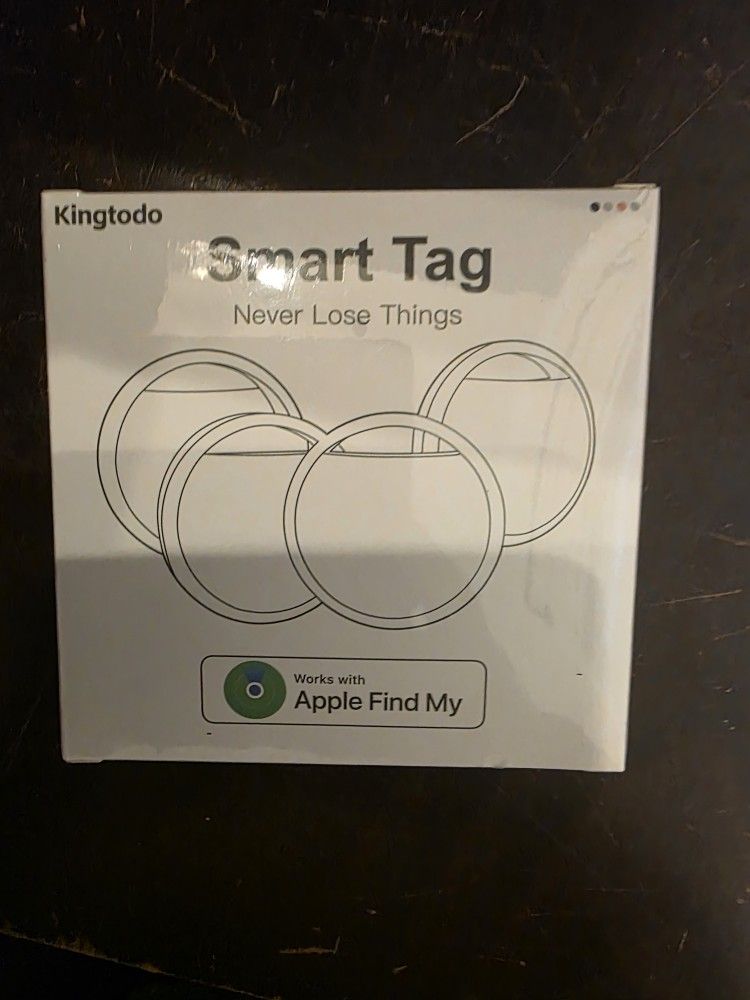 Kingtodo
Smart Tag
Never Lose Things
Works with
Apple Find My